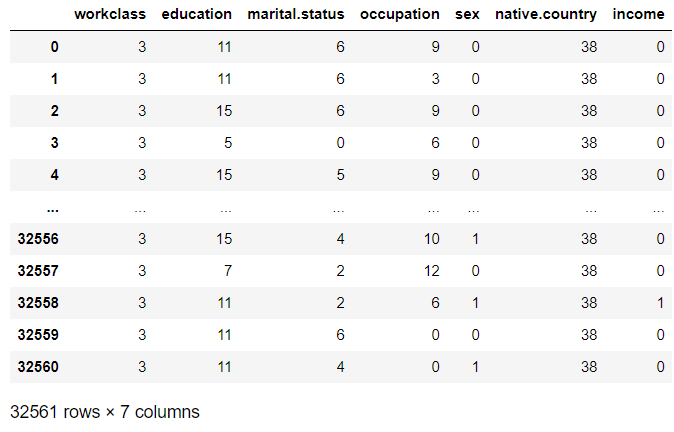 workclass education marital.status occupation sex native.country income
0 3 11 6 9 0 38 0
1 3 11 6 3 0 38 0
2 3 15 6 9 0 38 0
3 3 5 0 6 0 38 0
4 3 15 5 9 0 38 0
... ... ... ... ... ... ... ...
32556 3 15 4 10 1 38 0
32557 3 7 2 12 0 38 0
32558 3 11 2 6 1 38 1
32559 3 11 6 0 0 38 0
32560 3 11 4 0 1 38 0
32561 rows × 7 columns